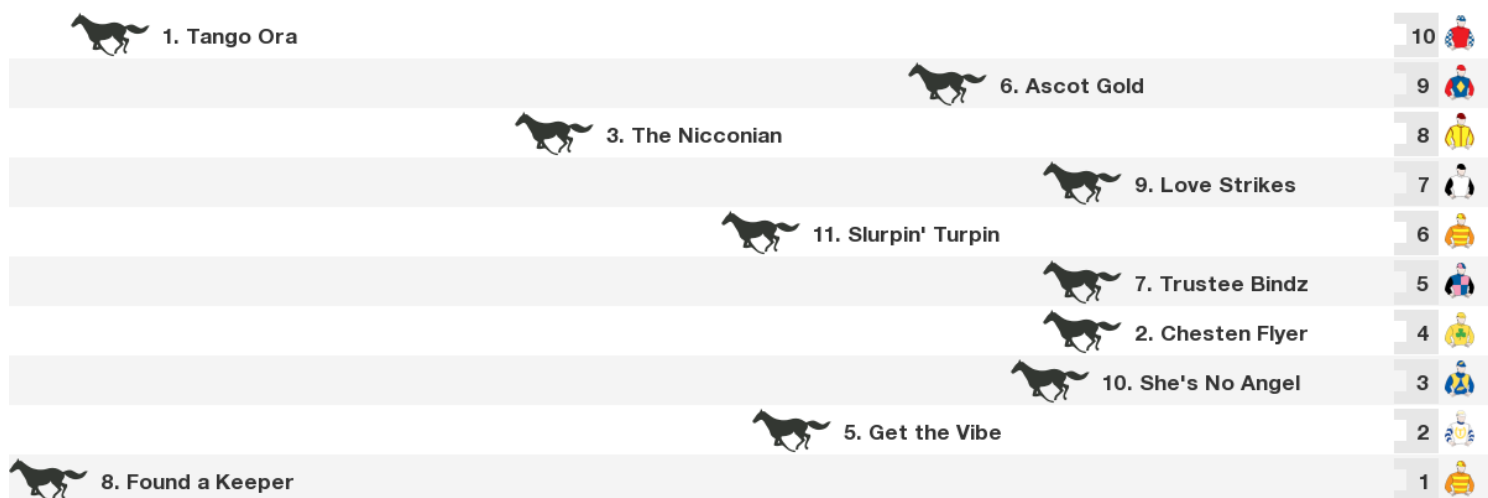 1. Tango Ora 10
6. Ascot Gold 9
3. The Nicconian 8
9. Love Strikes 7
11. Slurpin' Turpin 6
7. Trustee Bindz 5
2. Chesten Flyer 4
10. She's No Angel 3
5. Get the Vibe 2
8. Found a Keeper 1